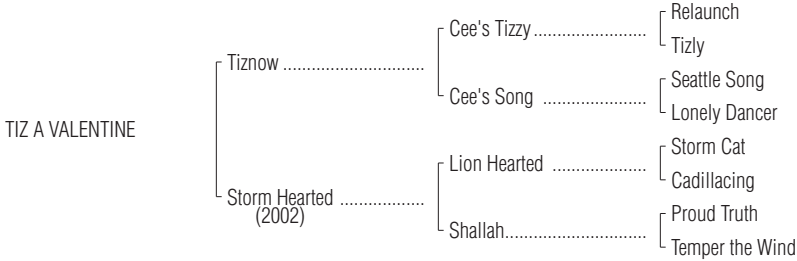 Relaunch
Cee's Tizzy........................
Tizly
Tiznow ..............................
Seattle Song
Cee's Song ......................
Lonely Dancer
TIZ A VALENTINE
Storm Cat
Lion Hearted ....................
Cadillacing
Storm Hearted ..................
(2002)
Proud Truth
Shallah..............................
Temper the Wind